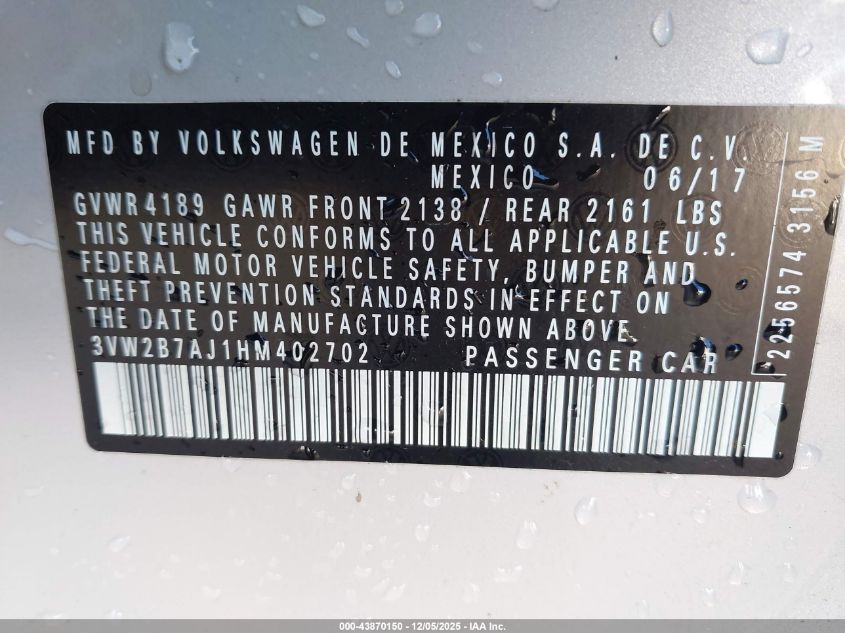 MFD BY VOLKSWAGEN DE MEXICO S.A. DE C.V.
MEXICO 06/17
GVWR 4189 GAWR FRONT 2138 / REAR 2161 LBS
THIS VEHICLE CONFORMS TO ALL APPLICABLE U.S.
FEDERAL MOTOR VEHICLE SAFETY, BUMPER AND
THEFT PREVENTION STANDARDS IN EFFECT ON
THE DATE OF MANUFACTURE SHOWN ABOVE.
3VW2B7AJ1HM402702 PASSENGER CAR
2256574 3156 M
000-43870150 - 12/05/2025 - IAA Inc.